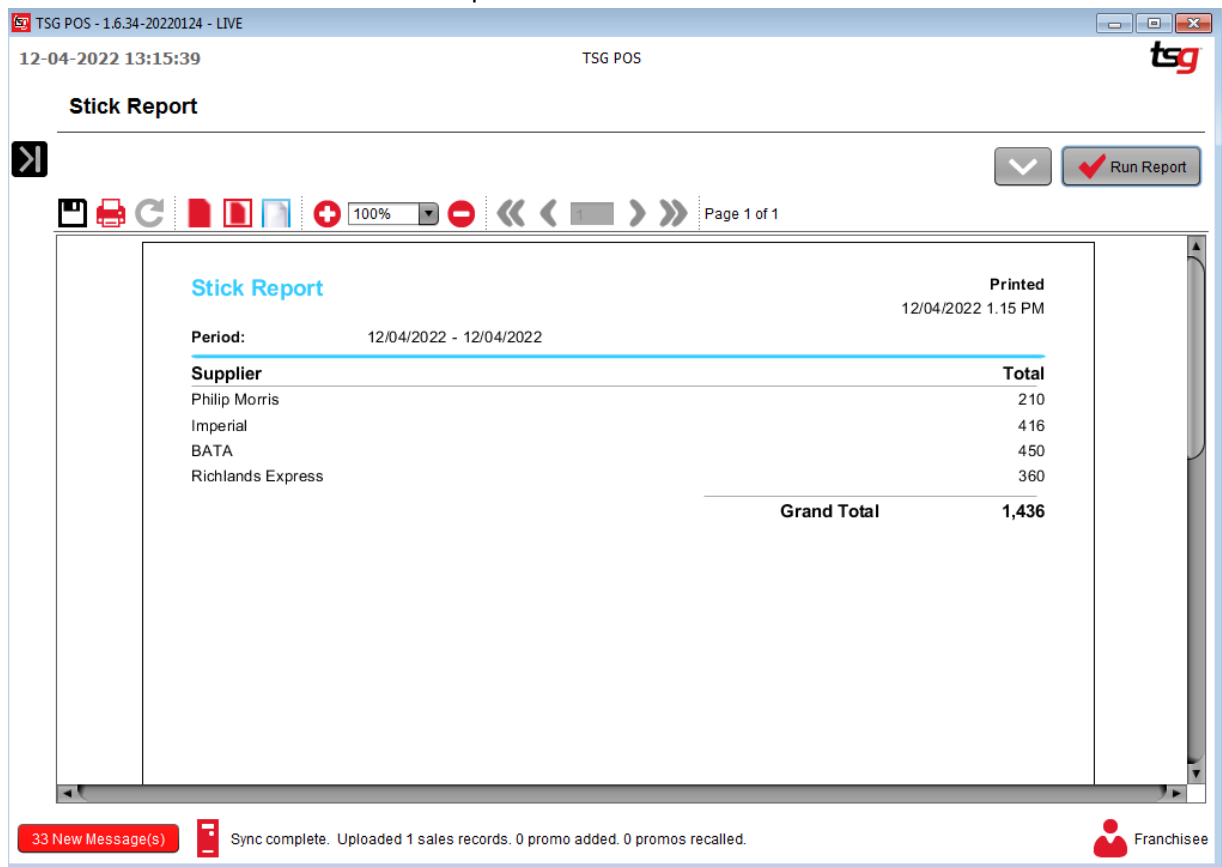 TSG POS - 1.6.34-20220124 - LIVE
12-04-2022 13:15:39 TSG POS tsg
Stick Report
Run Report
100% 1 Page 1 of 1
Stick Report Printed
12/04/2022 1.15 PM
Period: 12/04/2022 - 12/04/2022
Supplier Total
Philip Morris 210
Imperial 416
BATA 450
Richlands Express 360
Grand Total 1,436
33 New Message(s) Sync complete. Uploaded 1 sales records. 0 promo added. 0 promos recalled. Franchisee